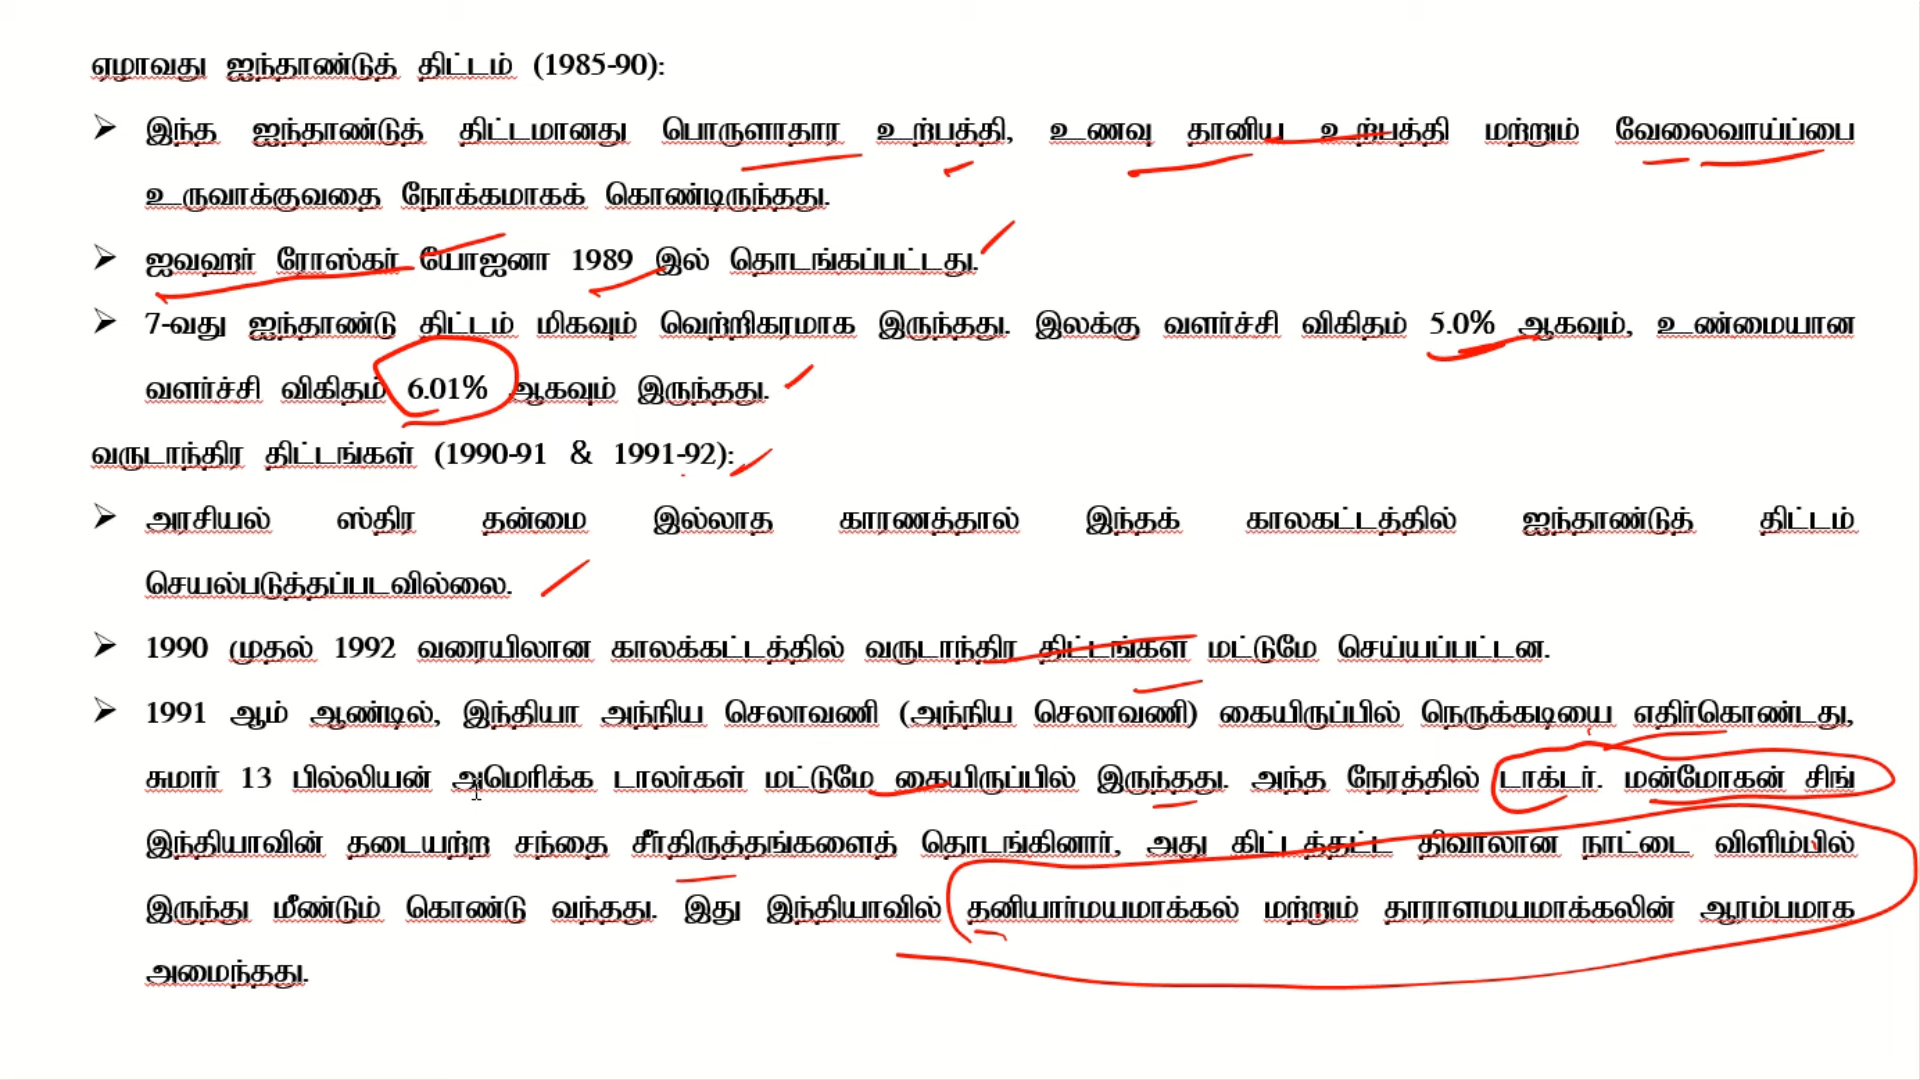 ஏழாவது ஐந்தாண்டுத் திட்டம் (1985-90):
➢ இந்த ஐந்தாண்டுத் திட்டமானது பொருளாதார உற்பத்தி, உணவு தானிய உற்பத்தி மற்றும் வேலைவாய்ப்பை
உருவாக்குவதை நோக்கமாகக் கொண்டிருந்தது.
➢ ஜவஹர் ரோஸ்கர் யோஜனா 1989 இல் தொடங்கப்பட்டது.
➢ 7-வது ஐந்தாண்டு திட்டம் மிகவும் வெற்றிகரமாக இருந்தது. இலக்கு வளர்ச்சி விகிதம் 5.0% ஆகவும், உண்மையான
வளர்ச்சி விகிதம் 6.01% ஆகவும் இருந்தது.
வருடாந்திர திட்டங்கள் (1990-91 & 1991-92):
➢ அரசியல் ஸ்திர தன்மை இல்லாத காரணத்தால் இந்தக் காலகட்டத்தில் ஐந்தாண்டுத் திட்டம்
செயல்படுத்தப்படவில்லை.
➢ 1990 முதல் 1992 வரையிலான காலக்கட்டத்தில் வருடாந்திர திட்டங்கள் மட்டுமே செய்யப்பட்டன.
➢ 1991 ஆம் ஆண்டில், இந்தியா அந்நிய செலாவணி (அந்நிய செலாவணி) கையிருப்பில் நெருக்கடியை எதிர்கொண்டது,
சுமார் 13 பில்லியன் அமெரிக்க டாலர்கள் மட்டுமே கையிருப்பில் இருந்தது. அந்த நேரத்தில் டாக்டர். மன்மோகன் சிங்
இந்தியாவின் தடையற்ற சந்தை சீர்திருத்தங்களைத் தொடங்கினார், அது கிட்டத்தட்ட திவாலான நாட்டை விளிம்பில்
இருந்து மீண்டும் கொண்டு வந்தது. இது இந்தியாவில் தனியார்மயமாக்கல் மற்றும் தாராளமயமாக்கலின் ஆரம்பமாக
அமைந்தது.